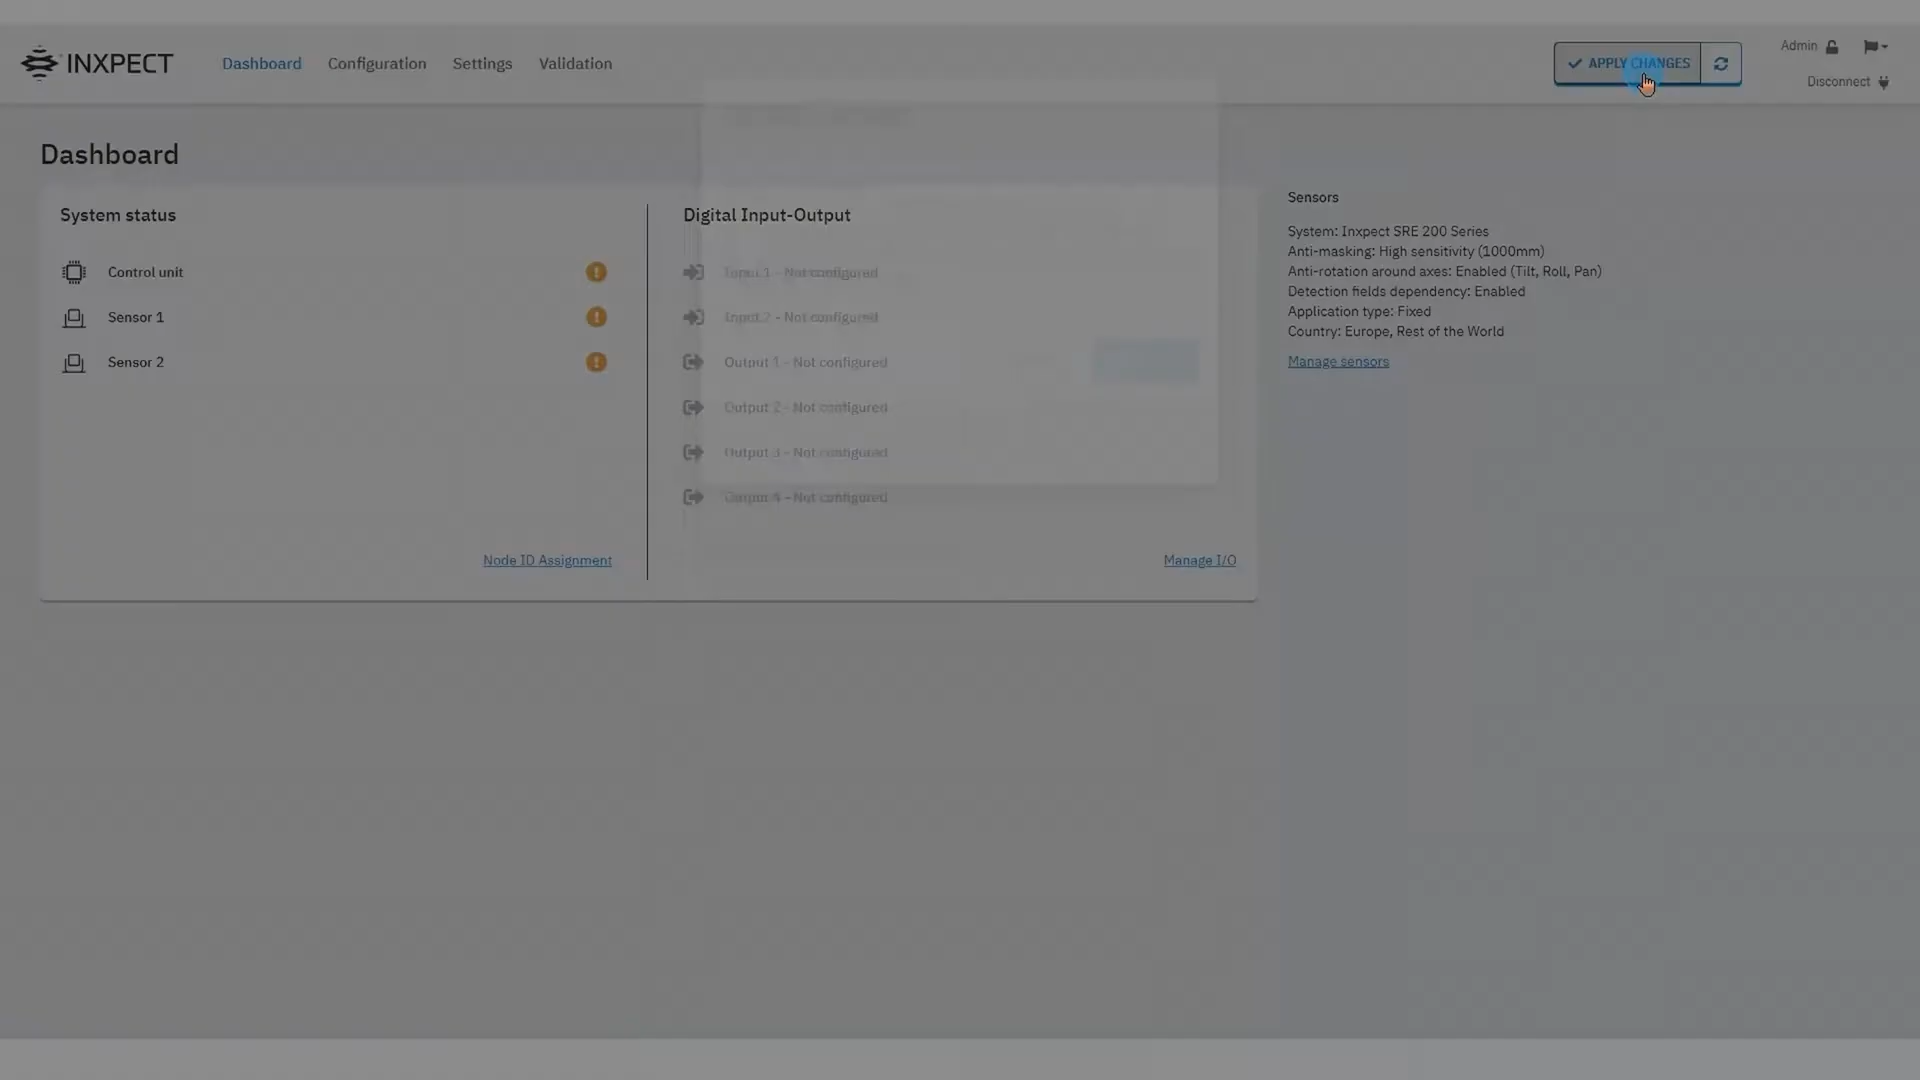 INXPECT
Dashboard
Configuration
Settings
Validation
APPLY CHANGES
Admin
Disconnect
Dashboard
System status
Control unit
Sensor 1
Sensor 2
Node ID Assignment
Digital Input-Output
Input 1 - Not configured
Input 2 - Not configured
Output 1 - Not configured
Output 2 - Not configured
Output 3 - Not configured
Output 4 - Not configured
Manage I/O
Sensors
System: Inxpect SRE 200 Series
Anti-masking: High sensitivity (1000mm)
Anti-rotation around axes: Enabled (Tilt, Roll, Pan)
Detection fields dependency: Enabled
Application type: Fixed
Country: Europe, Rest of the World
Manage sensors